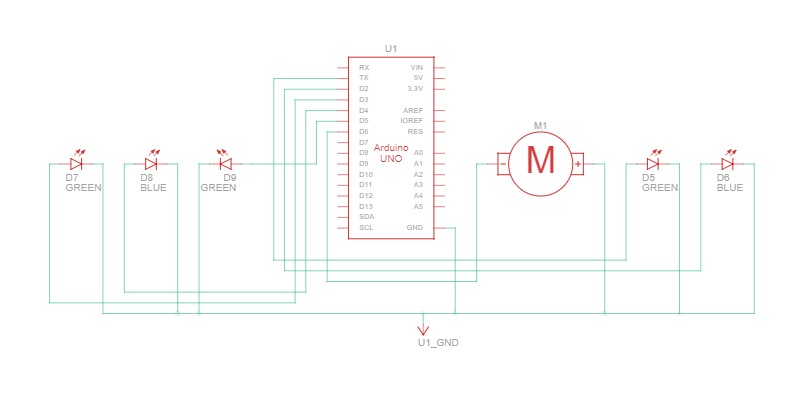 U1
RX VIN
TX 5V
D2 3.3V
D3
D4 AREF
D5 IOREF
D6 RES
D7
Arduino
UNO
D8 A0
D9 A1
D10 A2
D11 A3
D12 A4
D13 A5
SDA
SCL GND
M1
- M +
D7
GREEN
D8
BLUE
D9
GREEN
D5
GREEN
D6
BLUE
U1_GND